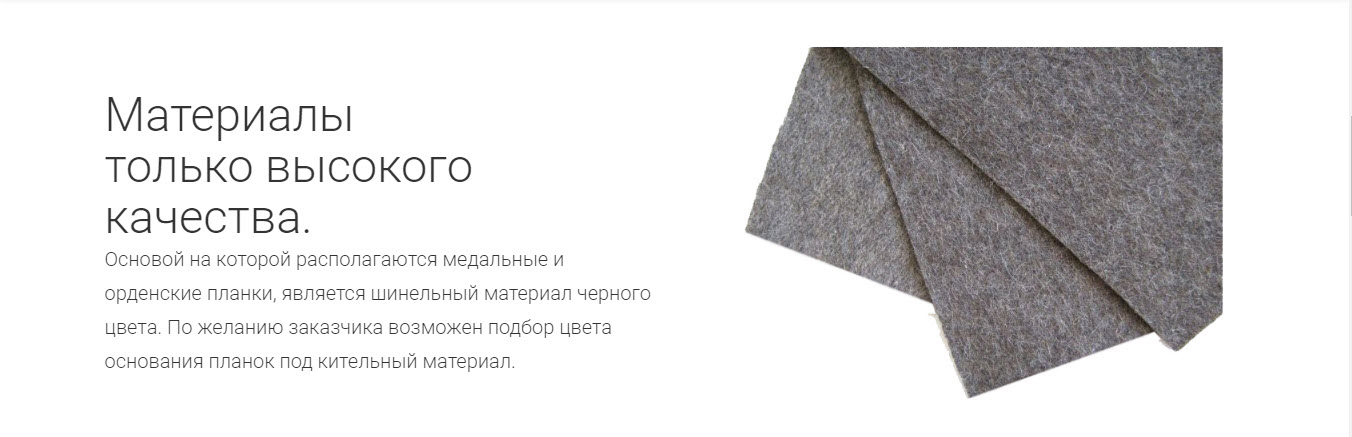 Материалы
только высокого
качества.
Основой на которой располагаются медальные и
орденские планки, является шинельный материал черного
цвета. По желанию заказчика возможен подбор цвета
основания планок под кительный материал.